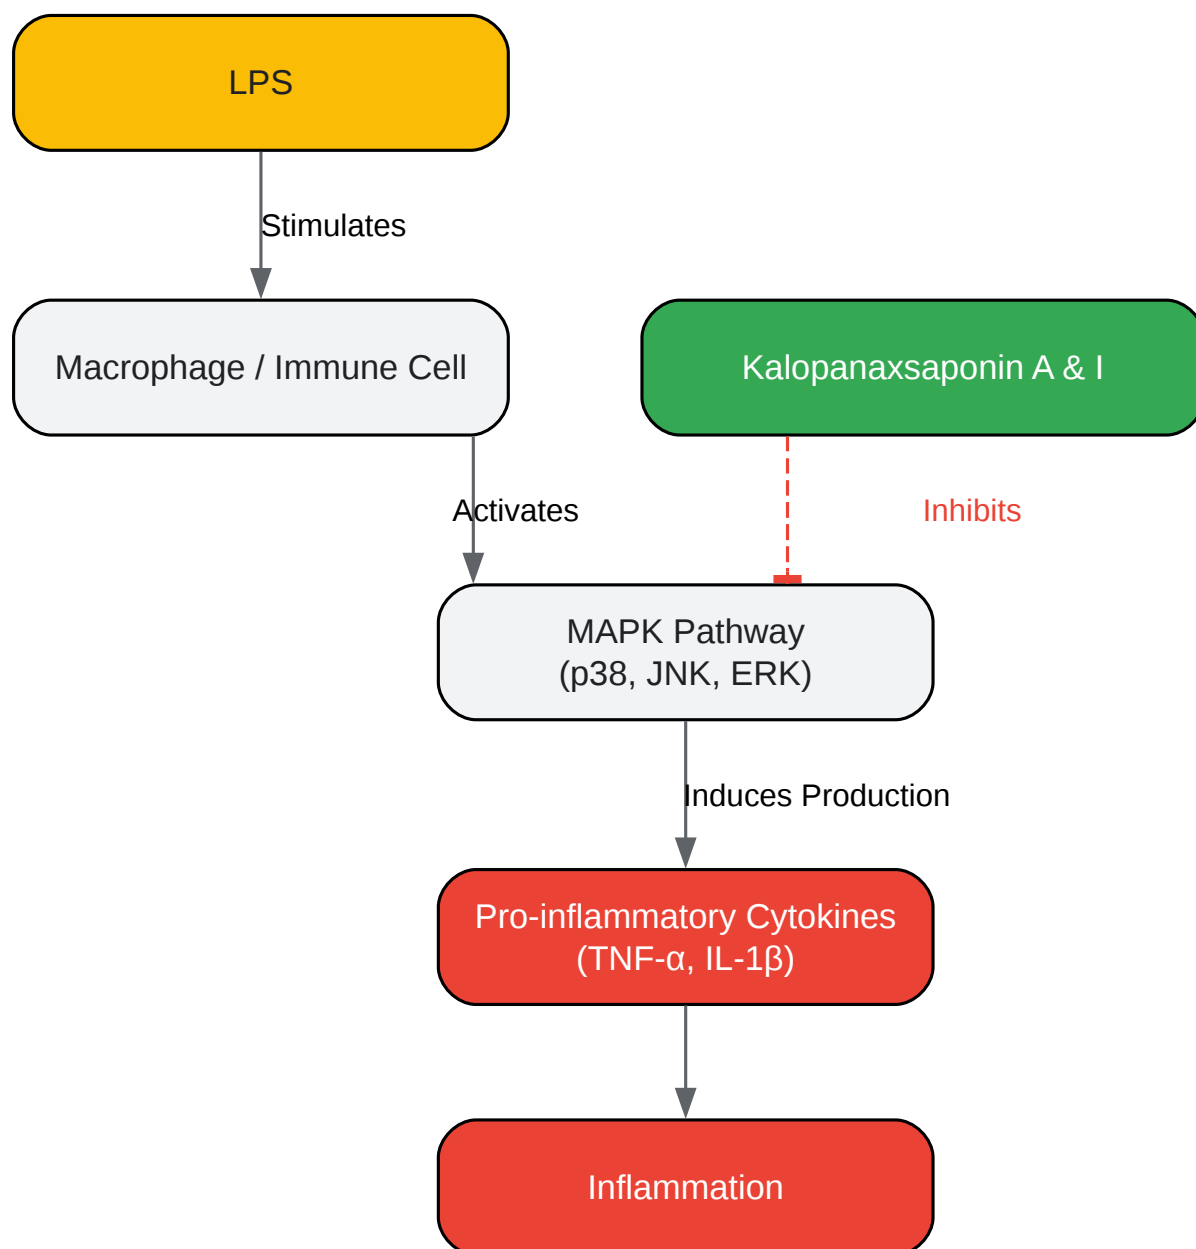 LPS
Stimulates
Macrophage / Immune Cell
Kalopanaxsaponin A & I
Activates
Inhibits
MAPK Pathway
(p38, JNK, ERK)
Induces Production
Pro-inflammatory Cytokines
(TNF-α, IL-1β)
Inflammation